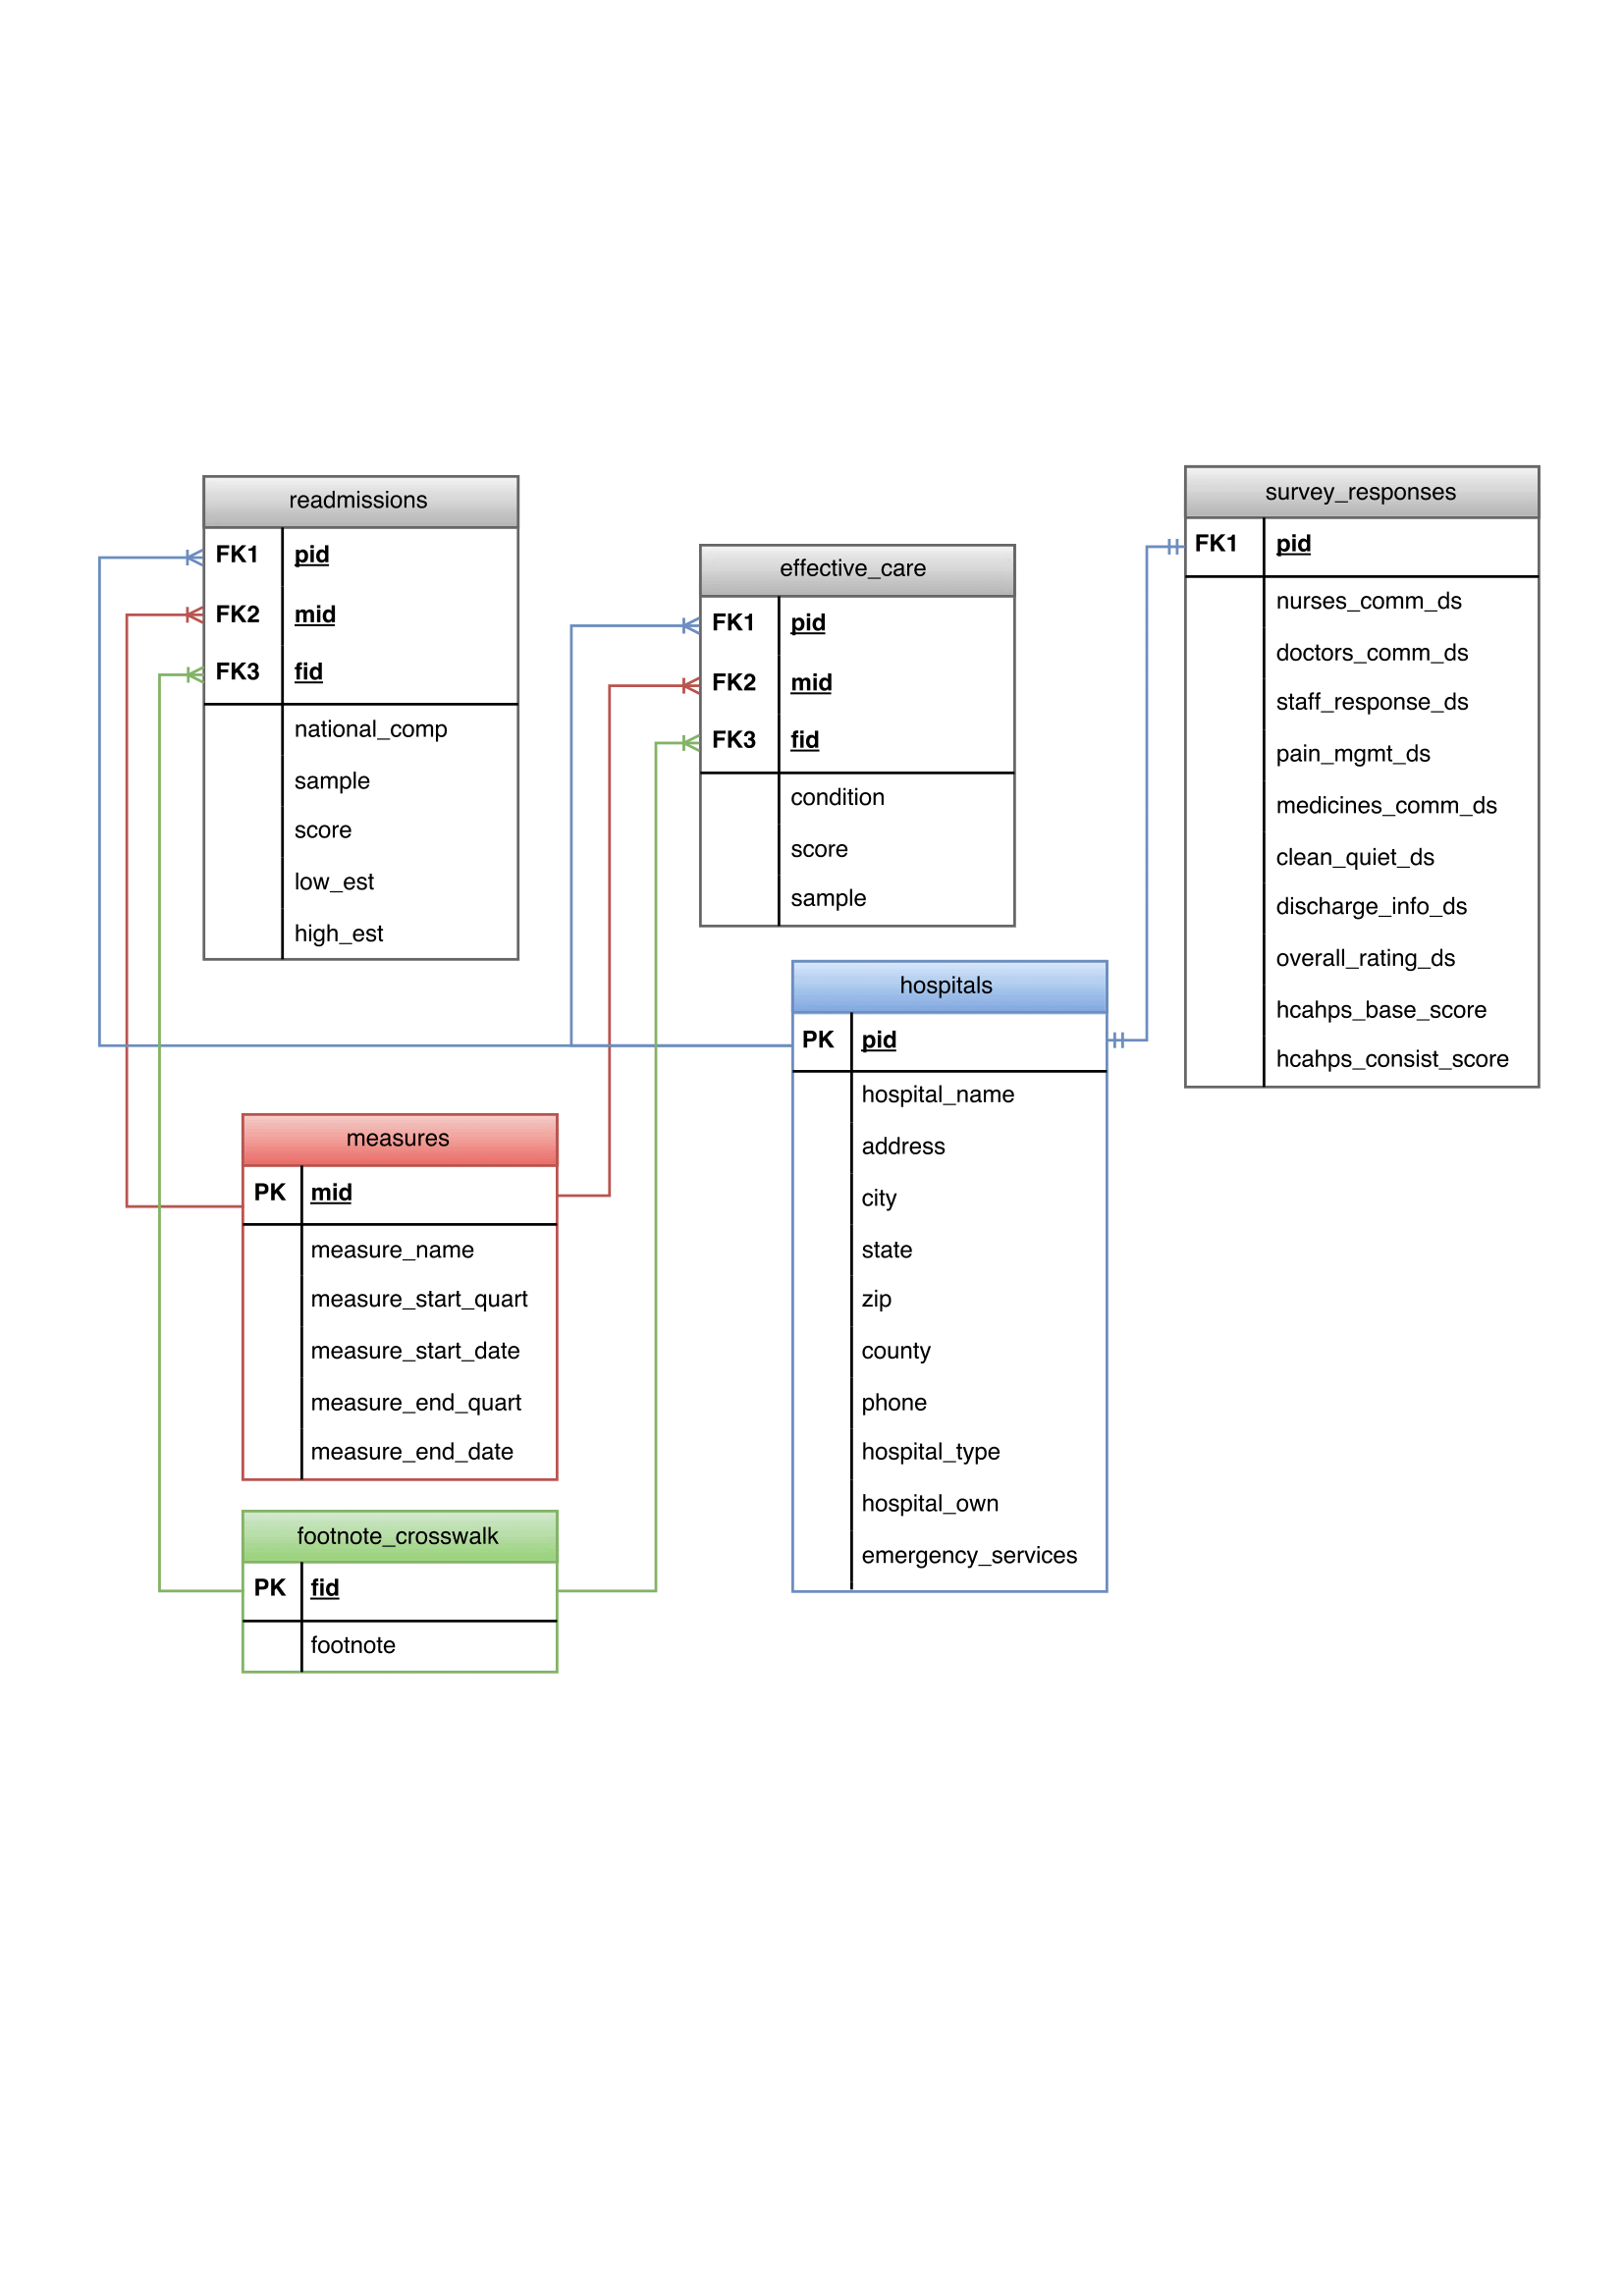 readmissions
FK1 pid
FK2 mid
FK3 fid
national_comp
sample
score
low_est
high_est
effective_care
FK1 pid
FK2 mid
FK3 fid
condition
score
sample
survey_responses
FK1 pid
nurses_comm_ds
doctors_comm_ds
staff_response_ds
pain_mgmt_ds
medicines_comm_ds
clean_quiet_ds
discharge_info_ds
overall_rating_ds
hcahps_base_score
hcahps_consist_score
hospitals
PK pid
hospital_name
address
city
state
zip
county
phone
hospital_type
hospital_own
emergency_services
measures
PK mid
measure_name
measure_start_quart
measure_start_date
measure_end_quart
measure_end_date
footnote_crosswalk
PK fid
footnote